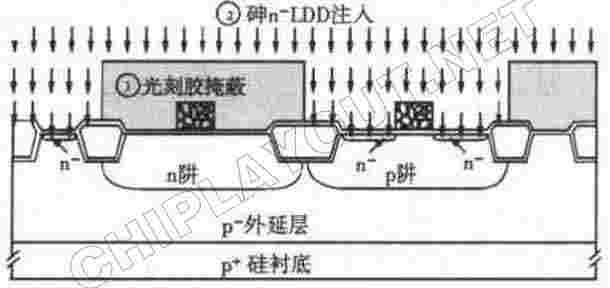 ② 砷n⁻LDD注入
① 光刻胶掩蔽
n⁻
n⁻
n⁻
n阱
p阱
p⁻外延层
p⁺ 硅衬底
CHIPLAYOUT.NET